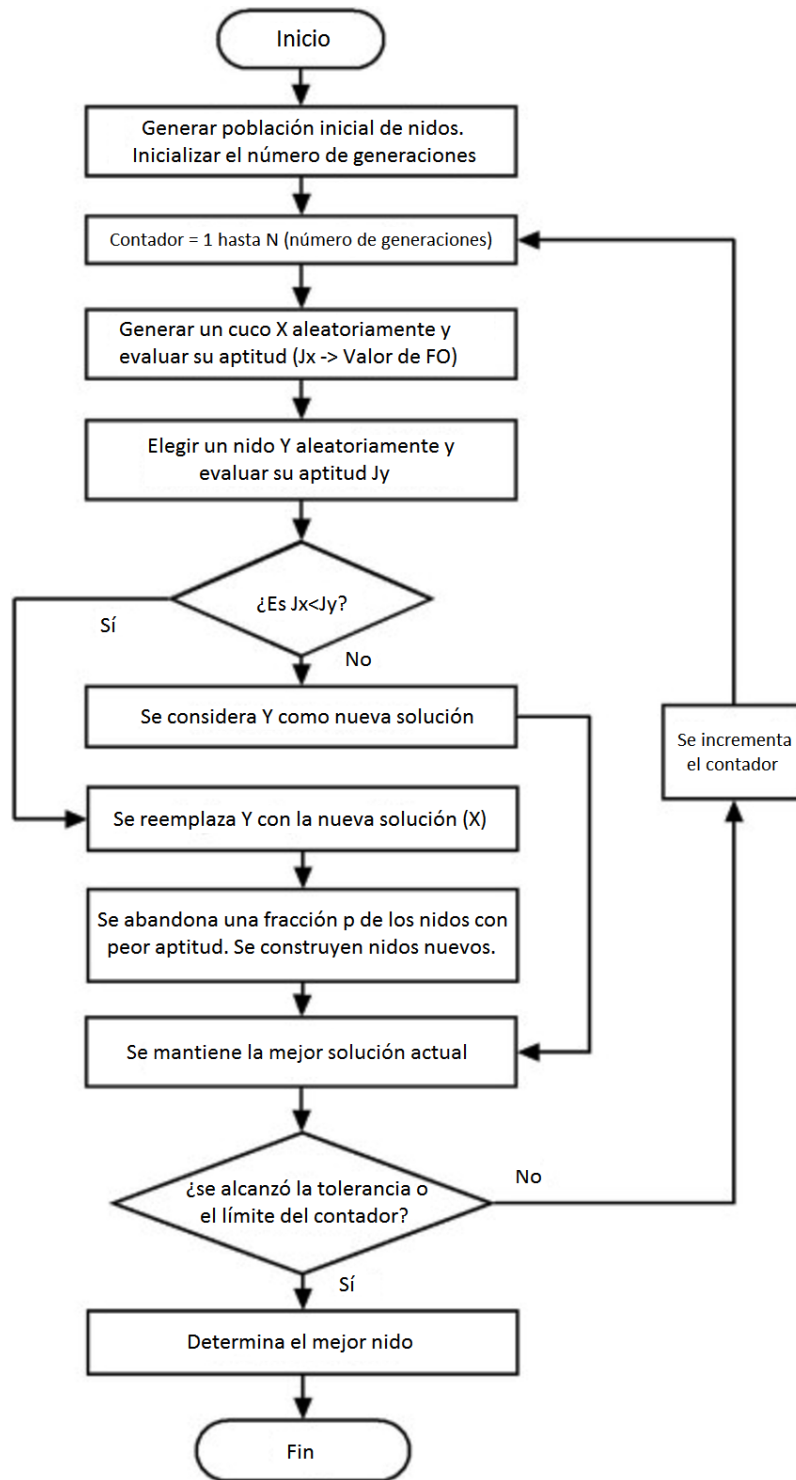 Inicio
Generar población inicial de nidos.
Inicializar el número de generaciones
Contador = 1 hasta N (número de generaciones)
Generar un cuco X aleatoriamente y
evaluar su aptitud (Jx -> Valor de FO)
Elegir un nido Y aleatoriamente y
evaluar su aptitud Jy
¿Es Jx<Jy?
Sí
No
Se considera Y como nueva solución
Se incrementa
el contador
Se reemplaza Y con la nueva solución (X)
Se abandona una fracción p de los nidos con
peor aptitud. Se construyen nidos nuevos.
Se mantiene la mejor solución actual
¿se alcanzó la tolerancia o
el límite del contador?
No
Sí
Determina el mejor nido
Fin